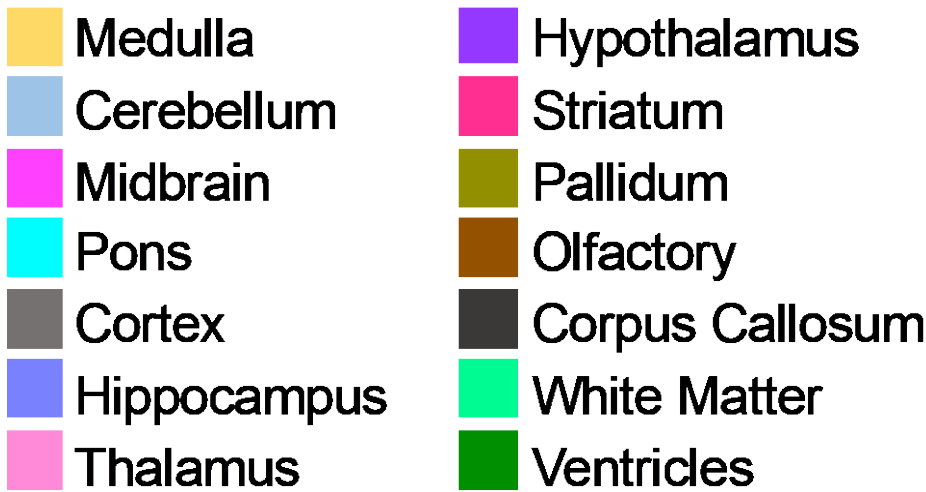 Medulla
Cerebellum
Midbrain
Pons
Cortex
Hippocampus
Thalamus
Hypothalamus
Striatum
Pallidum
Olfactory
Corpus Callosum
White Matter
Ventricles